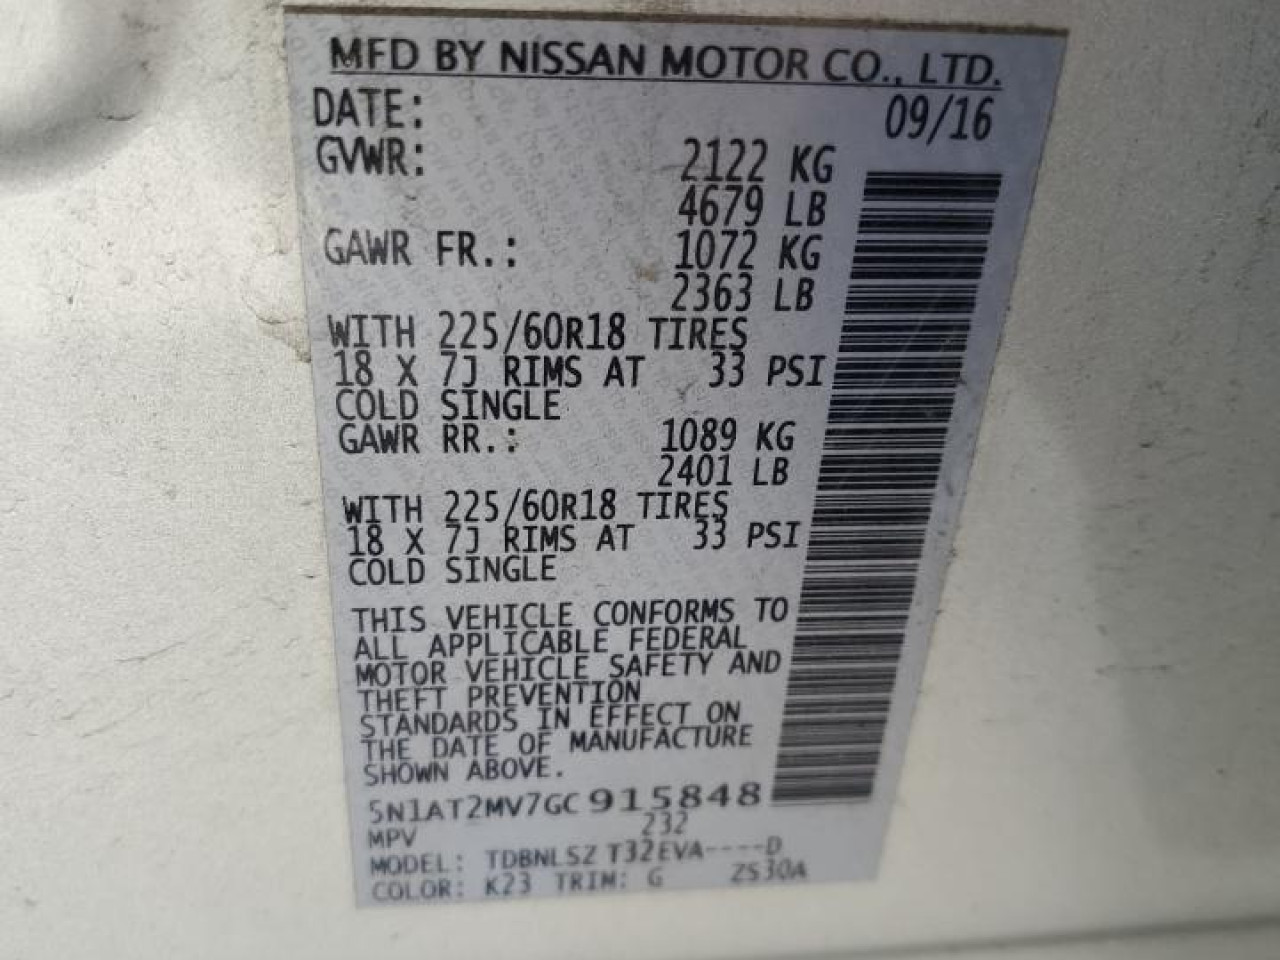 MFD BY NISSAN MOTOR CO., LTD.
DATE: 09/16
GVWR: 2122 KG
4679 LB
GAWR FR.: 1072 KG
2363 LB
WITH 225/60R18 TIRES
18 X 7J RIMS AT 33 PSI
COLD SINGLE
GAWR RR.: 1089 KG
2401 LB
WITH 225/60R18 TIRES
18 X 7J RIMS AT 33 PSI
COLD SINGLE
THIS VEHICLE CONFORMS TO
ALL APPLICABLE FEDERAL
MOTOR VEHICLE SAFETY AND
THEFT PREVENTION
STANDARDS IN EFFECT ON
THE DATE OF MANUFACTURE
SHOWN ABOVE.
5N1AT2MV7GC915848
MPV 232
MODEL: TDBNLSZ T32EVA----D
COLOR: K23 TRIM: G ZS30A